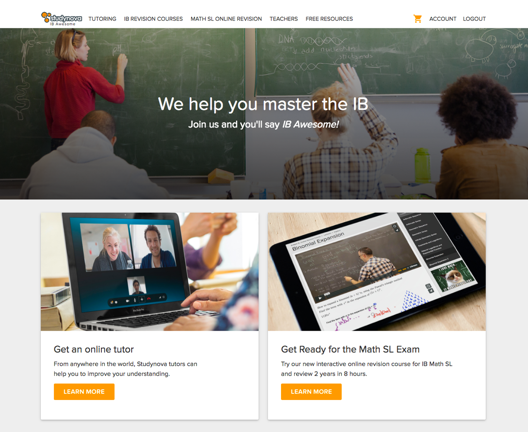 studynova
IB Awesome
TUTORING IB REVISION COURSES MATH SL ONLINE REVISION TEACHERS FREE RESOURCES ACCOUNT LOGOUT
We help you master the IB
Join us and you'll say IB Awesome!
Binomial Expansion
Get an online tutor
From anywhere in the world, Studynova tutors can
help you to improve your understanding.
LEARN MORE
Get Ready for the Math SL Exam
Try our new interactive online revision course for IB Math SL
and review 2 years in 8 hours.
LEARN MORE